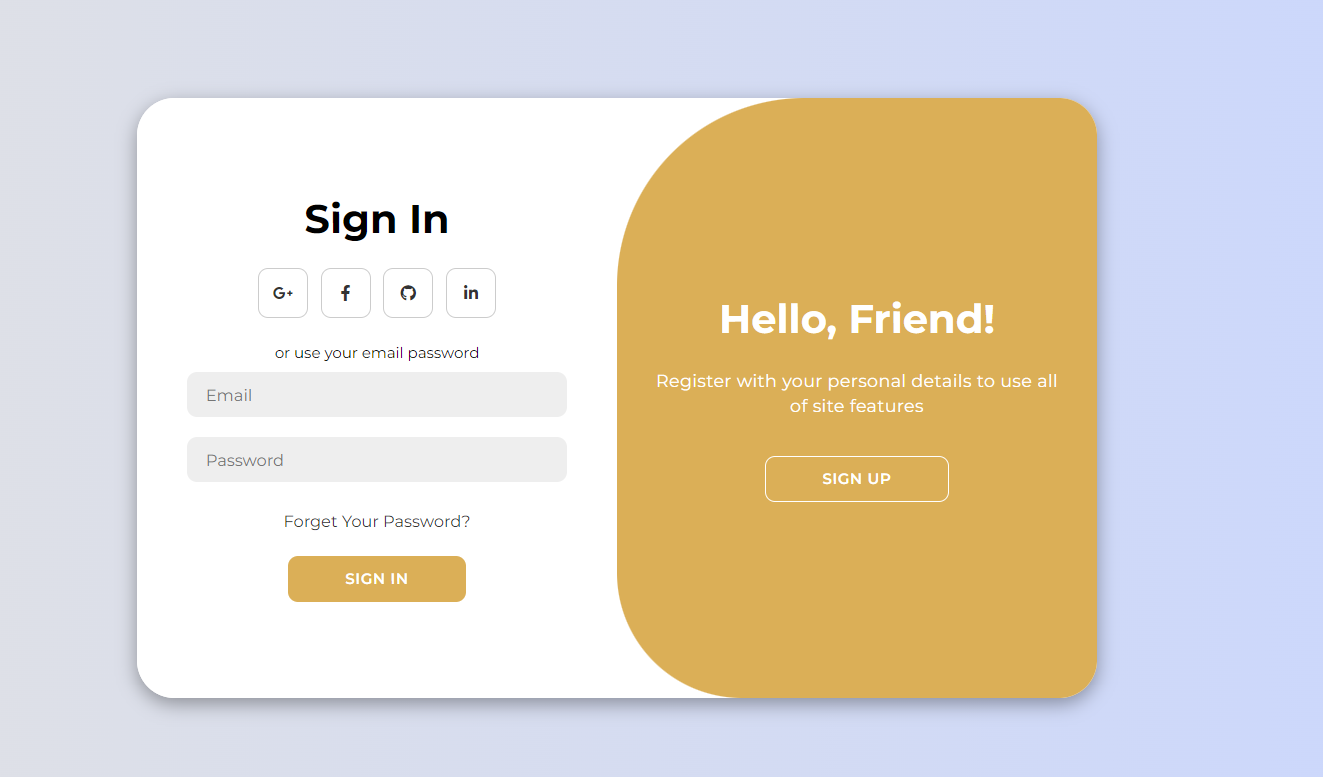 Sign In
G+
f
in
or use your email password
Email
Password
Forget Your Password?
SIGN IN
Hello, Friend!
Register with your personal details to use all
of site features
SIGN UP